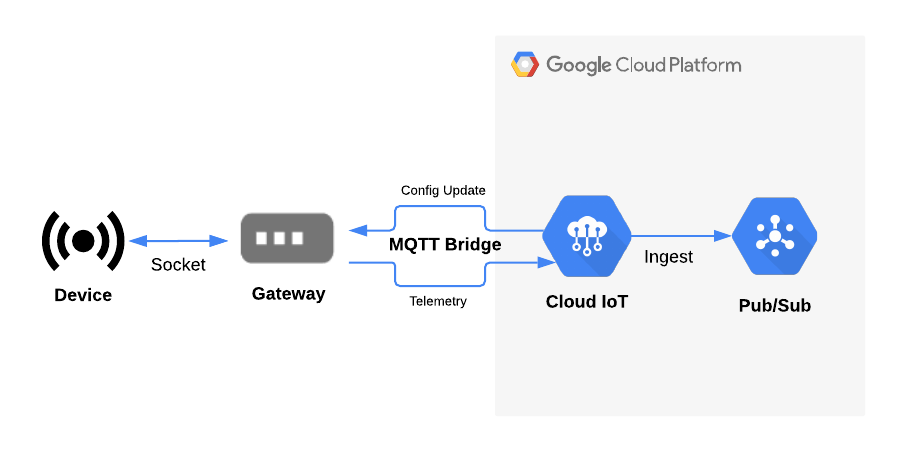 Google Cloud Platform
Config Update
MQTT Bridge
Socket
Ingest
Device
Gateway
Telemetry
Cloud IoT
Pub/Sub